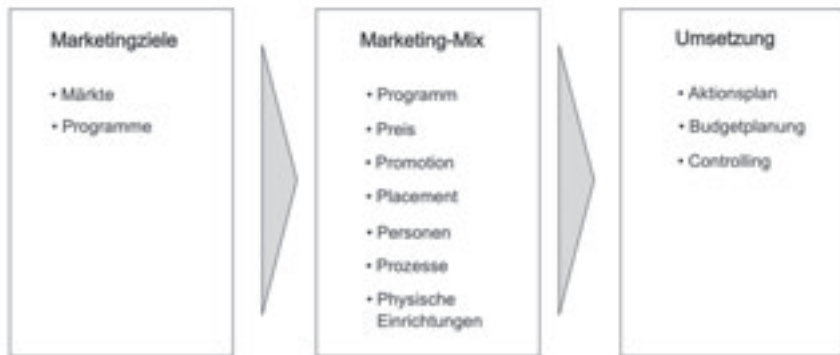 Marketingziele
• Märkte
• Programme
Marketing-Mix
• Programm
• Preis
• Promotion
• Placement
• Personen
• Prozesse
• Physische
Einrichtungen
Umsetzung
• Aktionsplan
• Budgetplanung
• Controlling